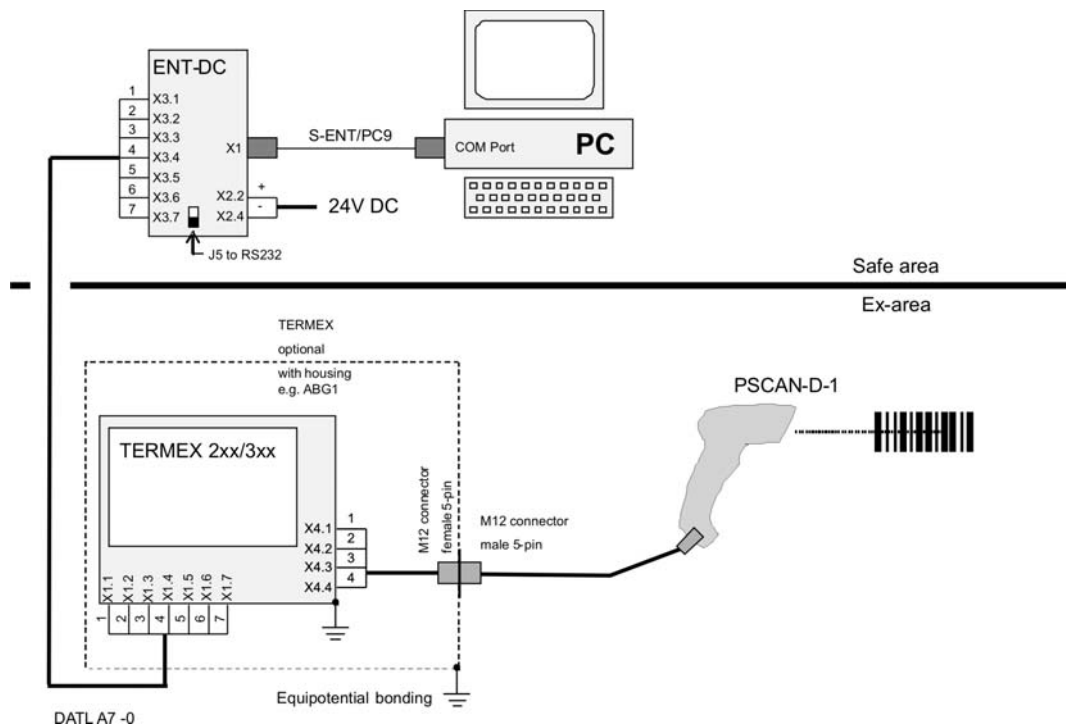 ENT-DC
1 X3.1
2 X3.2
3 X3.3
4 X3.4
5 X3.5
6 X3.6
7 X3.7
X1
S-ENT/PC9
COM Port
PC
X2.2 +
X2.4 -
24V DC
J5 to RS232
Safe area
Ex-area
TERMEX
optional
with housing
e.g. ABG1
PSCAN-D-1
TERMEX 2xx/3xx
X4.1 1
X4.2 2
X4.3 3
X4.4 4
M12 connector
female 5-pin
M12 connector
male 5-pin
X1.1 X1.2 X1.3 X1.4 X1.5 X1.6 X1.7
1 2 3 4 5 6 7
Equipotential bonding
DATL A7 -0